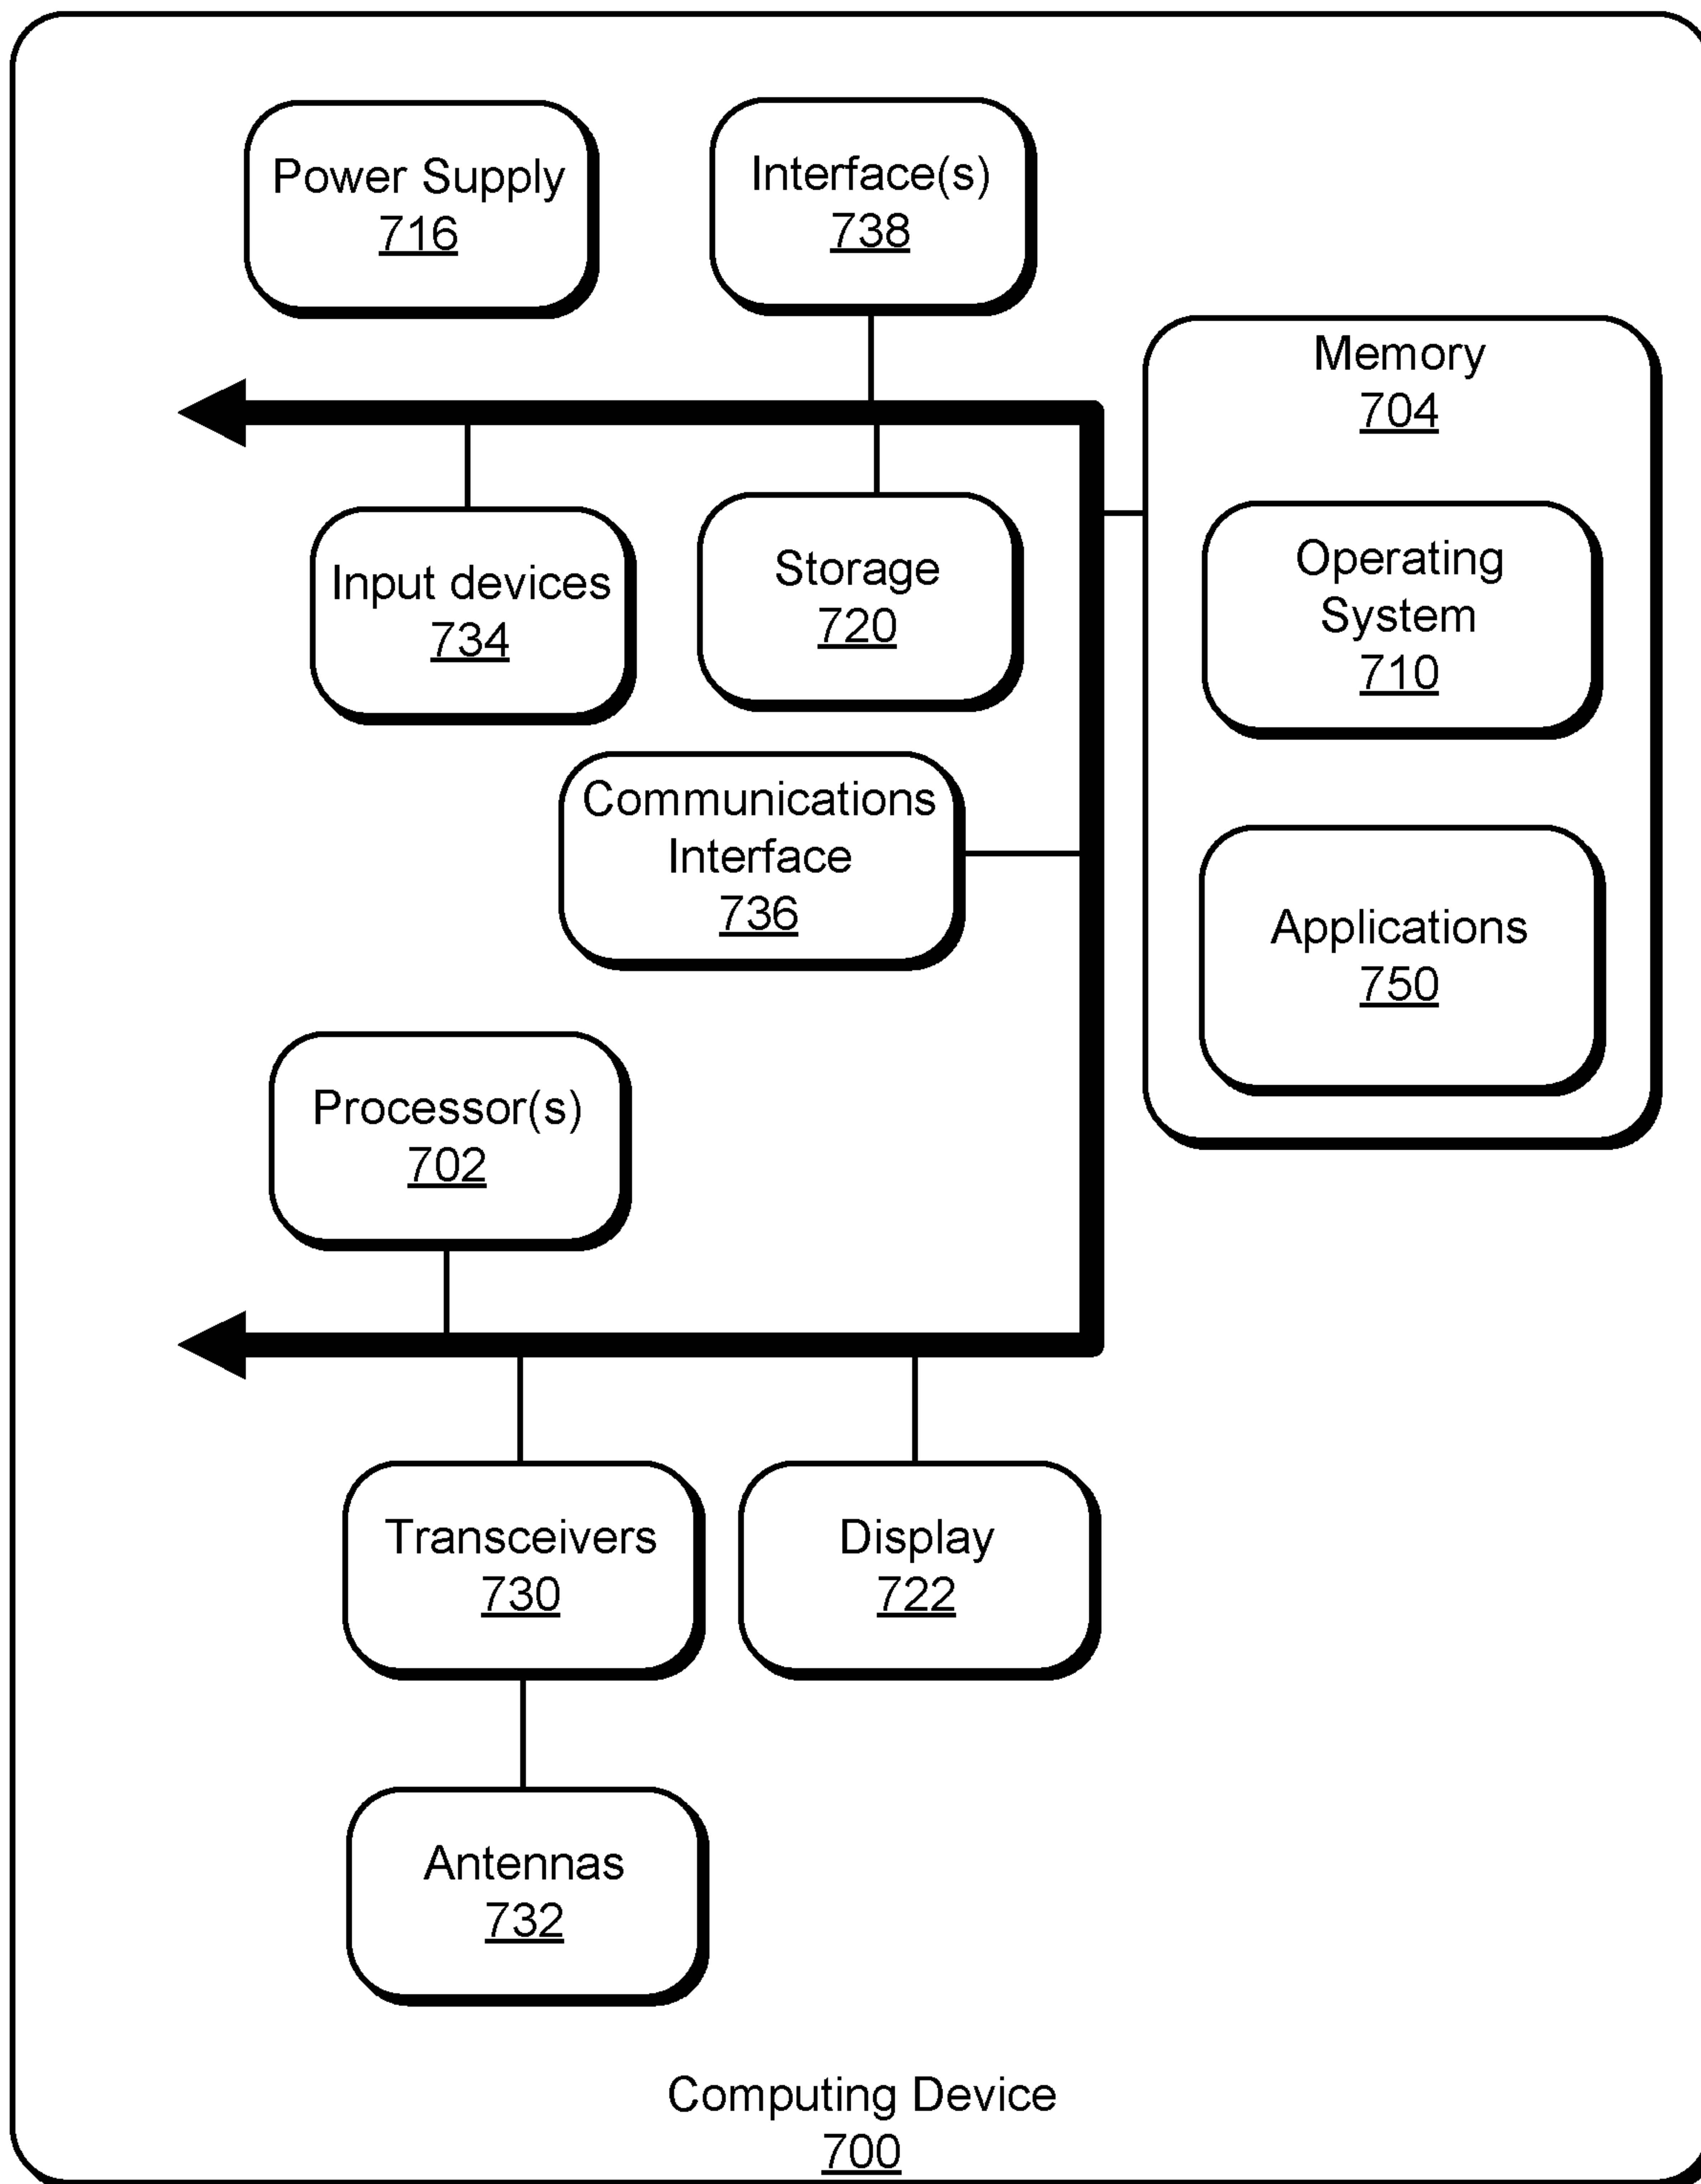 Power Supply
716
Interface(s)
738
Memory
704
Input devices
734
Storage
720
Operating
System
710
Communications
Interface
736
Applications
750
Processor(s)
702
Transceivers
730
Display
722
Antennas
732
Computing Device
700